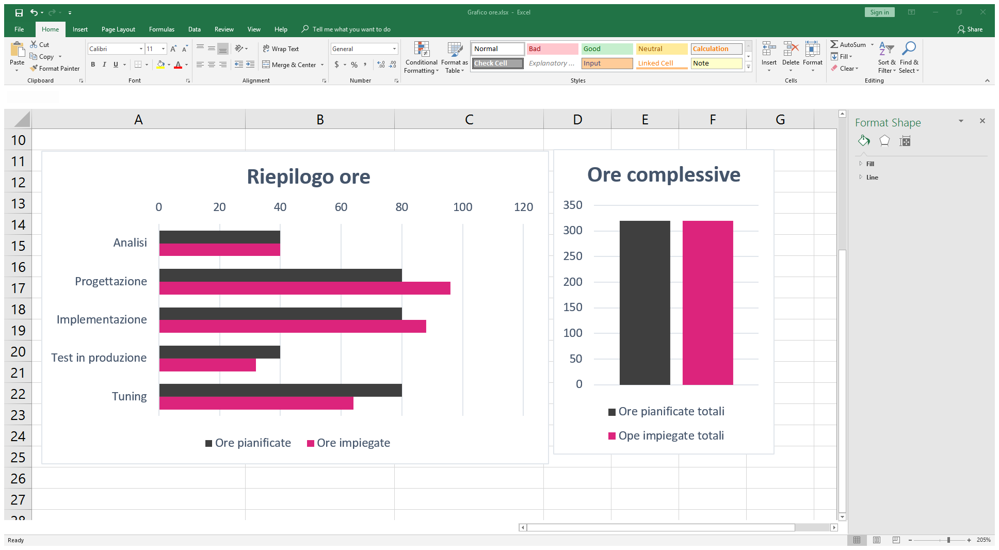 Grafico ore.xlsx - Excel
Sign in
File Home Insert Page Layout Formulas Data Review View Help Tell me what you want to do Share
Paste
Cut
Copy
Format Painter
Clipboard
Calibri 11
B I U A
Font
Wrap Text
Merge & Center
Alignment
General
$ % ,
Number
Conditional Formatting
Format as Table
Normal Bad Good Neutral Calculation
Check Cell Explanatory ... Input Linked Cell Note
Styles
Insert Delete Format
Cells
AutoSum
Fill
Clear
Sort & Filter
Find & Select
Editing
A B C D E F G
10
11
12
13
14
15
16
17
18
19
20
21
22
23
24
25
26
27
28
Riepilogo ore
0 20 40 60 80 100 120
Analisi
Progettazione
Implementazione
Test in produzione
Tuning
Ore pianificate Ore impiegate
Ore complessive
350
300
250
200
150
100
50
0
Ore pianificate totali
Ope impiegate totali
Format Shape
Fill
Line
Ready
205%